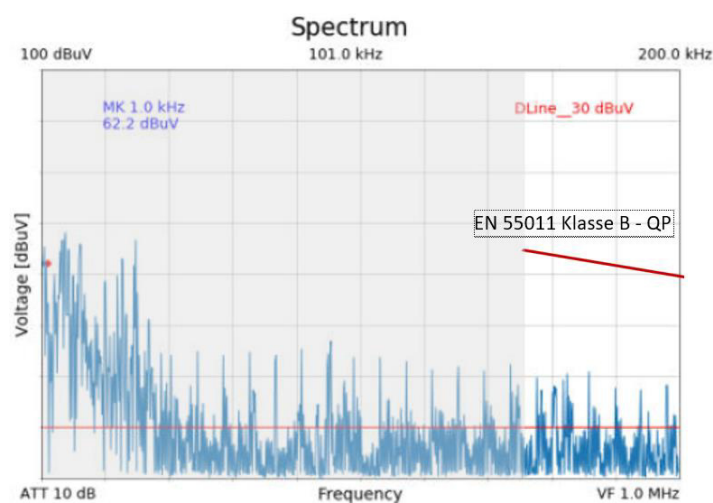 Spectrum
100 dBuV 101.0 kHz 200.0 kHz
MK 1.0 kHz
62.2 dBuV
DLine__30 dBuV
EN 55011 Klasse B - QP
Voltage [dBuV]
ATT 10 dB Frequency VF 1.0 MHz